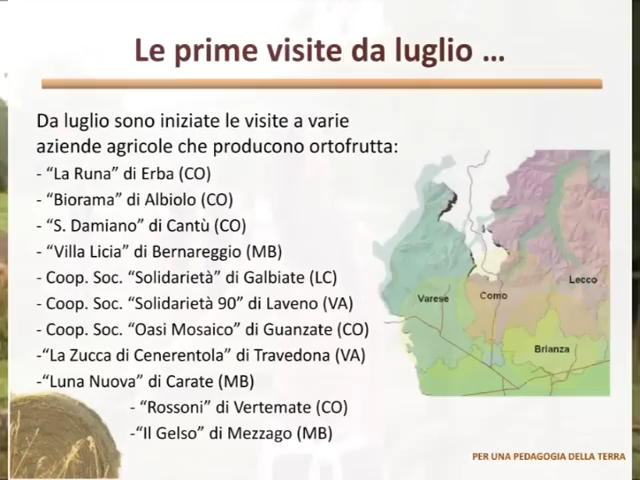 Le prime visite da luglio ...
Da luglio sono iniziate le visite a varie
aziende agricole che producono ortofrutta:
- “La Runa” di Erba (CO)
- “Biorama” di Albiolo (CO)
- “S. Damiano” di Cantù (CO)
- “Villa Licia” di Bernareggio (MB)
- Coop. Soc. “Solidarietà” di Galbiate (LC)
- Coop. Soc. “Solidarietà 90” di Laveno (VA)
- Coop. Soc. “Oasi Mosaico” di Guanzate (CO)
-“La Zucca di Cenerentola” di Travedona (VA)
-“Luna Nuova” di Carate (MB)
- “Rossoni” di Vertemate (CO)
-“Il Gelso” di Mezzago (MB)
Lecco
Varese
Como
Brianza
PER UNA PEDAGOGIA DELLA TERRA